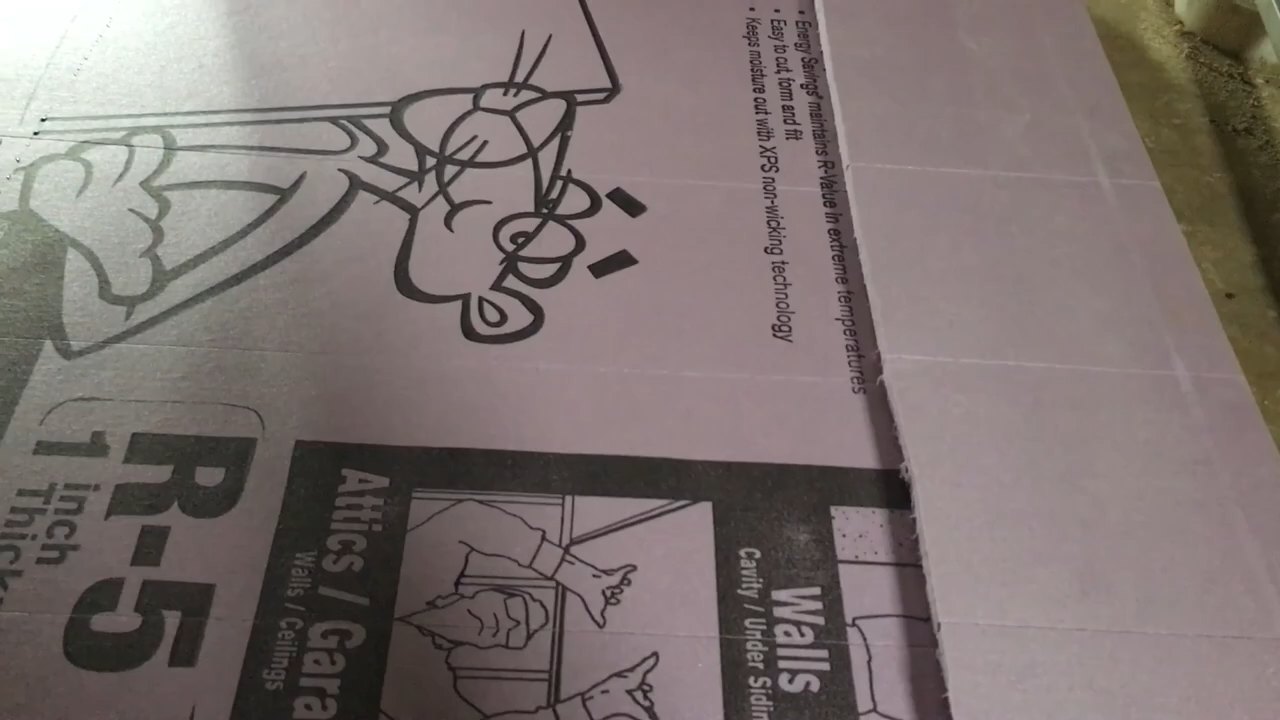 • Energy Savings* maintains R-Value in extreme temperatures
• Easy to cut, form and fit
• Keeps moisture out with XPS non-wicking technology
R-5
1 inch Thick
Walls
Cavity / Under Sidin
Attics / Gara
Walls / Ceilings